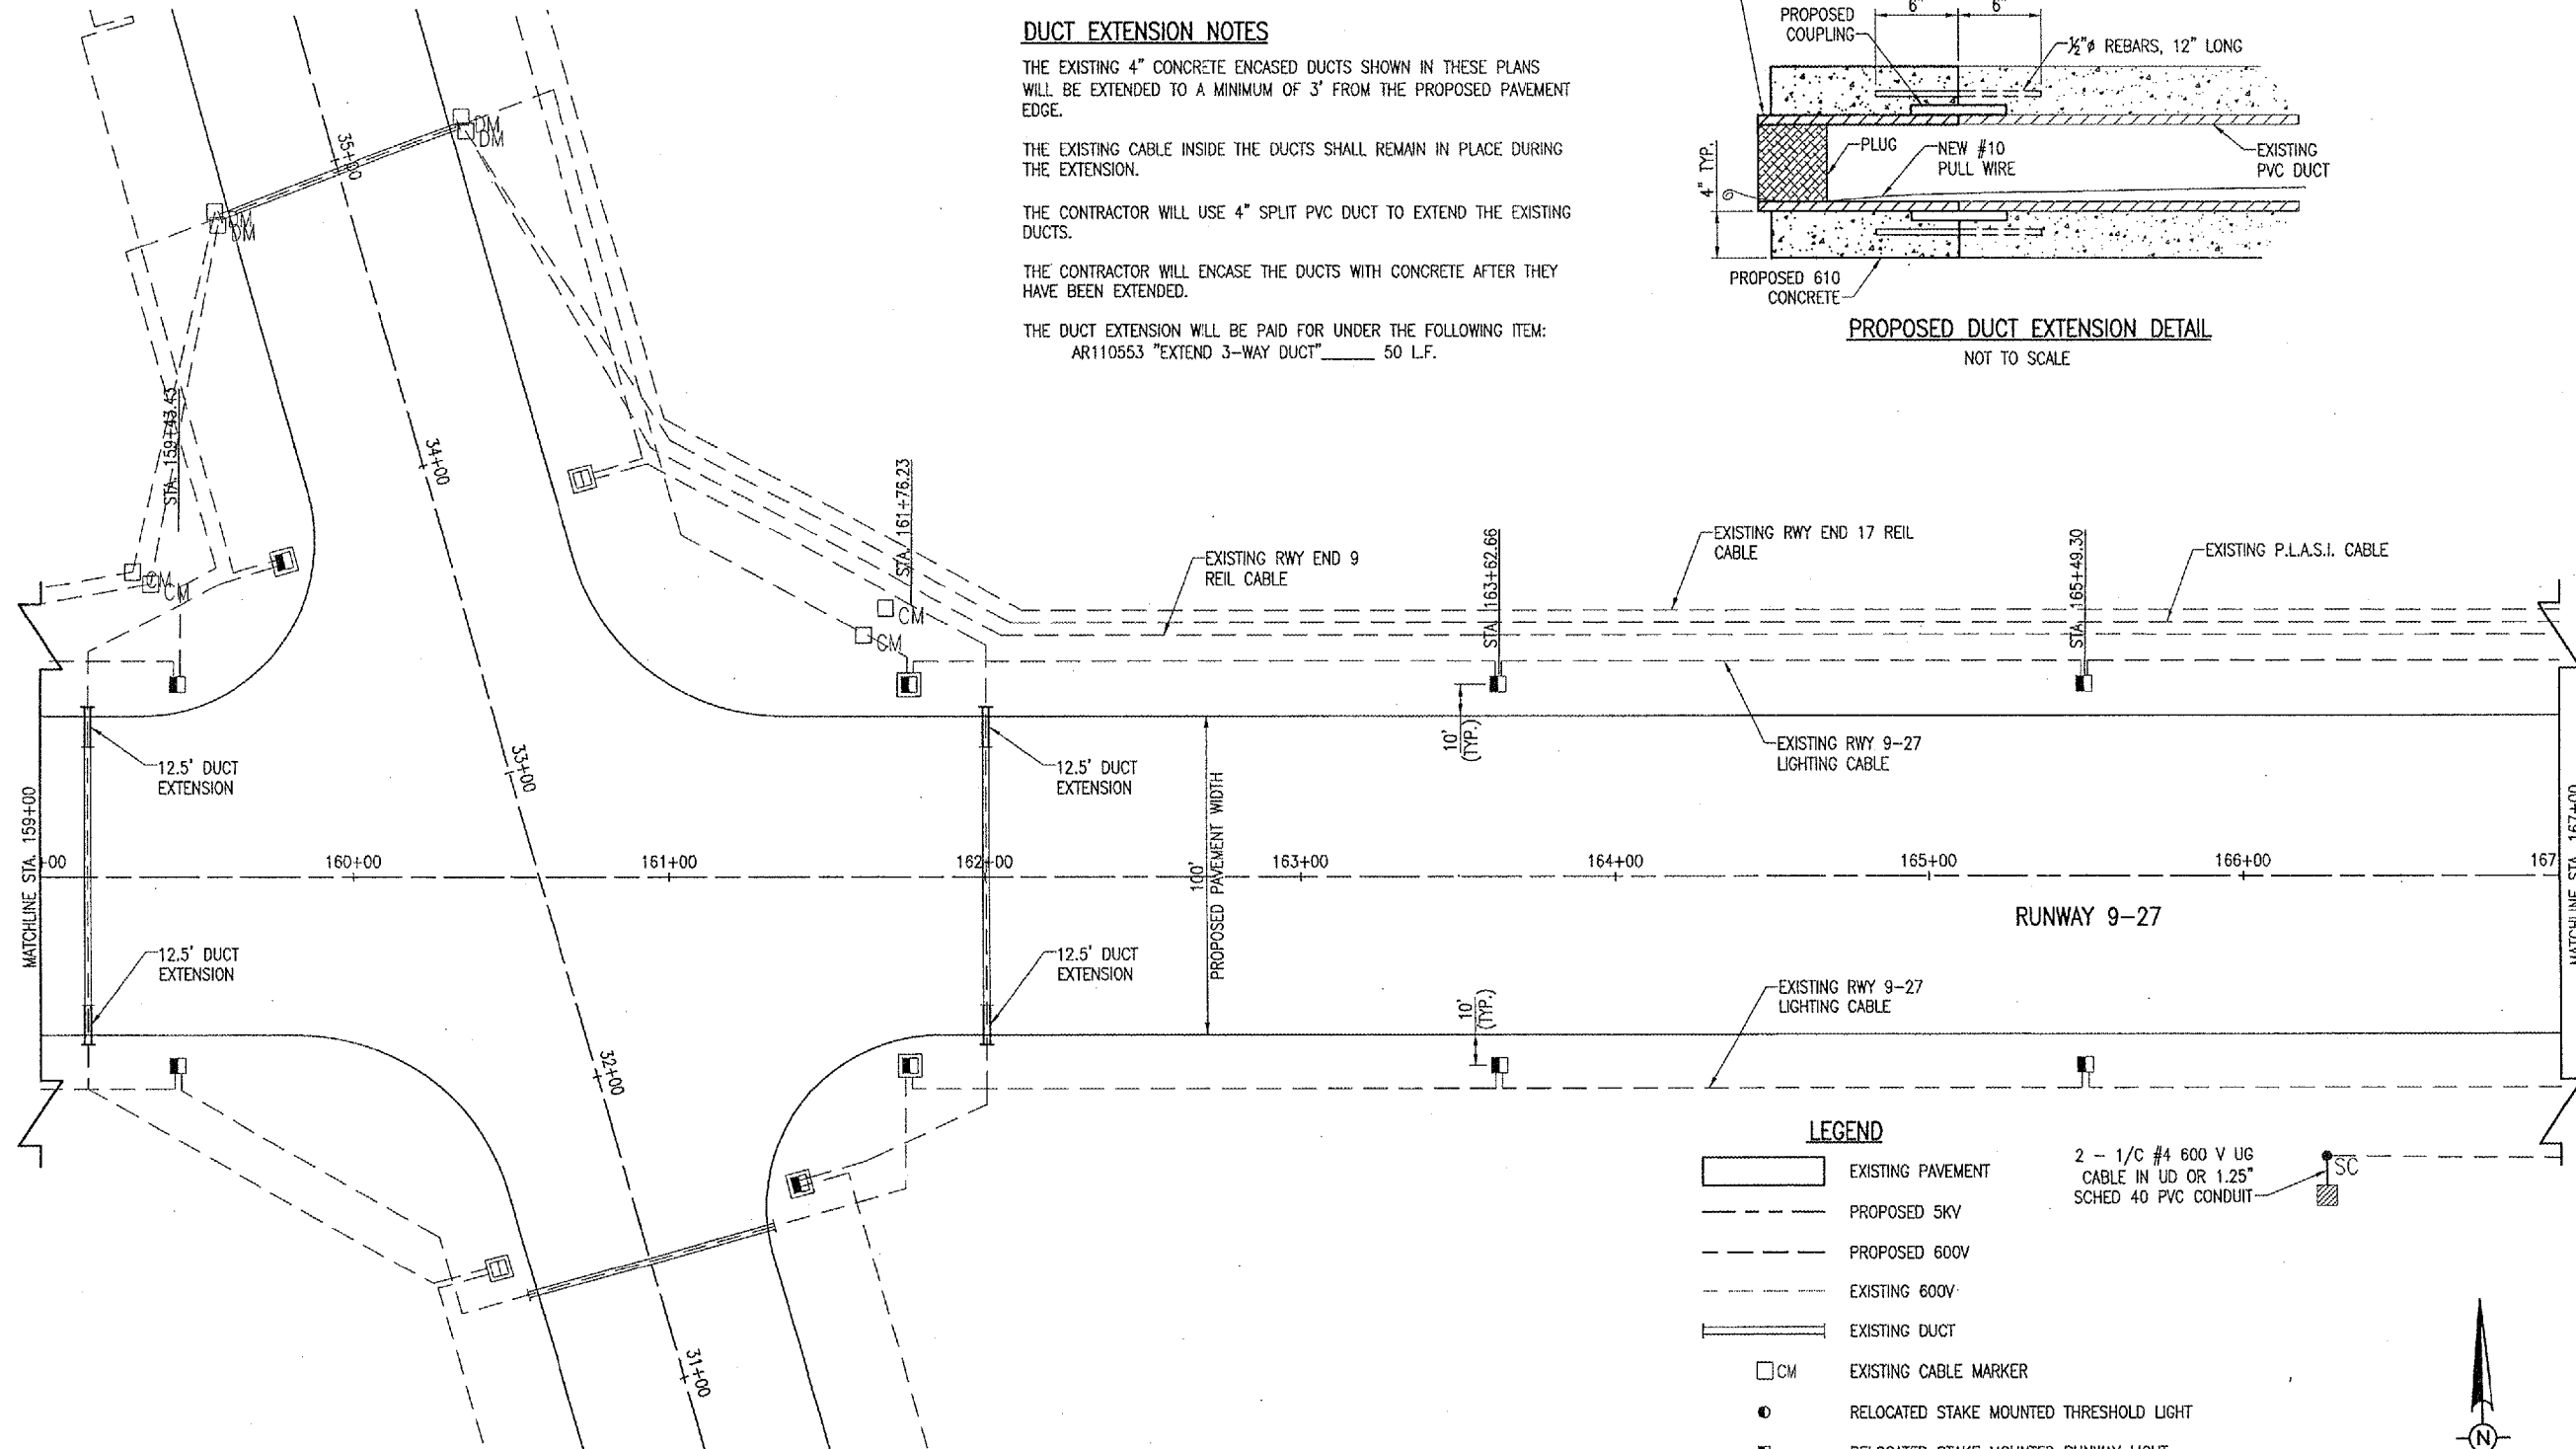 DUCT EXTENSION NOTES
THE EXISTING 4" CONCRETE ENCASED DUCTS SHOWN IN THESE PLANS
WILL BE EXTENDED TO A MINIMUM OF 3' FROM THE PROPOSED PAVEMENT
EDGE.
THE EXISTING CABLE INSIDE THE DUCTS SHALL REMAIN IN PLACE DURING
THE EXTENSION.
THE CONTRACTOR WILL USE 4" SPLIT PVC DUCT TO EXTEND THE EXISTING
DUCTS.
THE CONTRACTOR WILL ENCASE THE DUCTS WITH CONCRETE AFTER THEY
HAVE BEEN EXTENDED.
THE DUCT EXTENSION WILL BE PAID FOR UNDER THE FOLLOWING ITEM:
AR110553 "EXTEND 3-WAY DUCT"______ 50 L.F.
PROPOSED
COUPLING
6"
6"
½"ø REBARS, 12" LONG
PLUG
NEW #10
PULL WIRE
EXISTING
PVC DUCT
4" TYP.
PROPOSED 610
CONCRETE
PROPOSED DUCT EXTENSION DETAIL
NOT TO SCALE
DM
DM
DM
DM
35+00
34+00
33+00
32+00
31+00
STA. 159+43.43
STA. 161+76.23
STA. 163+62.66
STA. 165+49.30
CM
CM
CM
CM
EXISTING RWY END 9
REIL CABLE
EXISTING RWY END 17 REIL
CABLE
EXISTING P.L.A.S.I. CABLE
10'
(TYP.)
EXISTING RWY 9-27
LIGHTING CABLE
12.5' DUCT
EXTENSION
12.5' DUCT
EXTENSION
MATCHLINE STA. 159+00
+00
160+00
161+00
162+00
163+00
164+00
165+00
166+00
167
100'
PROPOSED PAVEMENT WIDTH
MATCHLINE STA. 167+00
RUNWAY 9-27
12.5' DUCT
EXTENSION
12.5' DUCT
EXTENSION
10'
(TYP.)
EXISTING RWY 9-27
LIGHTING CABLE
LEGEND
EXISTING PAVEMENT
PROPOSED 5KV
PROPOSED 600V
EXISTING 600V
EXISTING DUCT
CM EXISTING CABLE MARKER
RELOCATED STAKE MOUNTED THRESHOLD LIGHT
RELOCATED STAKE MOUNTED RUNWAY LIGHT
2 - 1/C #4 600 V UG
CABLE IN UD OR 1.25"
SCHED 40 PVC CONDUIT
SC
N